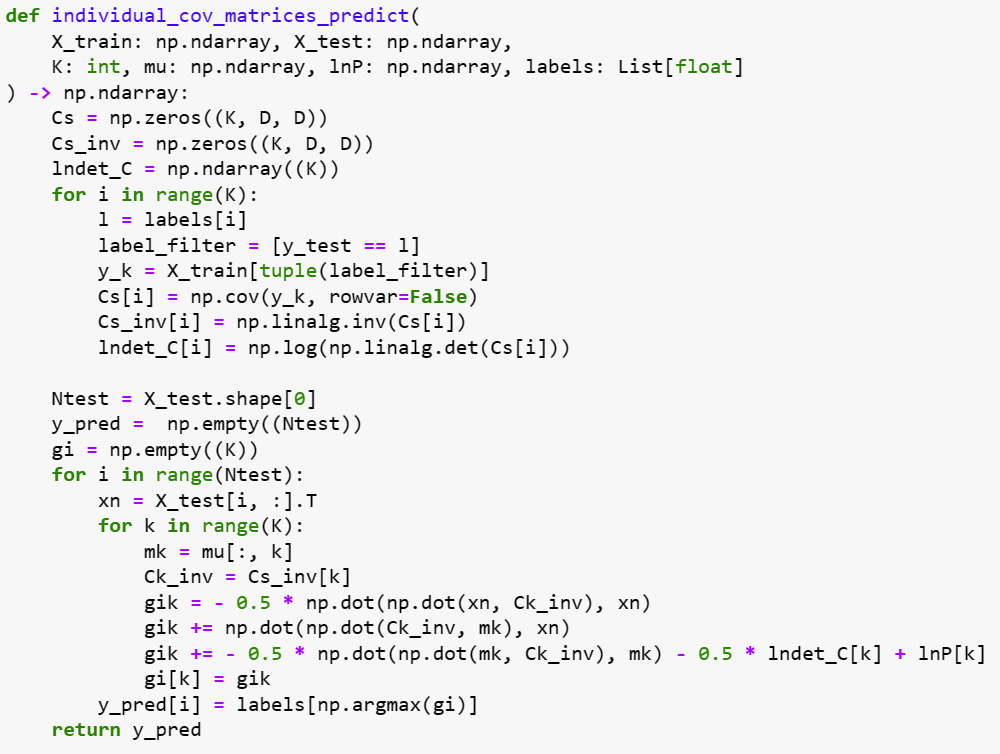 def individual_cov_matrices_predict(
    X_train: np.ndarray, X_test: np.ndarray,
    K: int, mu: np.ndarray, lnP: np.ndarray, labels: List[float]
) -> np.ndarray:
    Cs = np.zeros((K, D, D))
    Cs_inv = np.zeros((K, D, D))
    lndet_C = np.ndarray((K))
    for i in range(K):
        l = labels[i]
        label_filter = [y_test == l]
        y_k = X_train[tuple(label_filter)]
        Cs[i] = np.cov(y_k, rowvar=False)
        Cs_inv[i] = np.linalg.inv(Cs[i])
        lndet_C[i] = np.log(np.linalg.det(Cs[i]))

    Ntest = X_test.shape[0]
    y_pred =  np.empty((Ntest))
    gi = np.empty((K))
    for i in range(Ntest):
        xn = X_test[i, :].T
        for k in range(K):
            mk = mu[:, k]
            Ck_inv = Cs_inv[k]
            gik = - 0.5 * np.dot(np.dot(xn, Ck_inv), xn)
            gik += np.dot(np.dot(Ck_inv, mk), xn)
            gik += - 0.5 * np.dot(np.dot(mk, Ck_inv), mk) - 0.5 * lndet_C[k] + lnP[k]
            gi[k] = gik
        y_pred[i] = labels[np.argmax(gi)]
    return y_pred